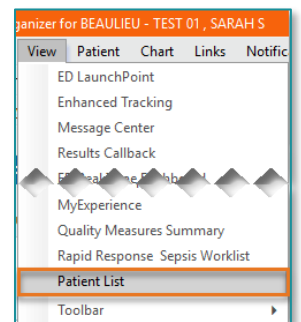 ganizer for BEAULIEU - TEST 01 , SARAH S
View Patient Chart Links Notific
ED LaunchPoint
Enhanced Tracking
Message Center
Results Callback
MyExperience
Quality Measures Summary
Rapid Response Sepsis Worklist
Patient List
Toolbar